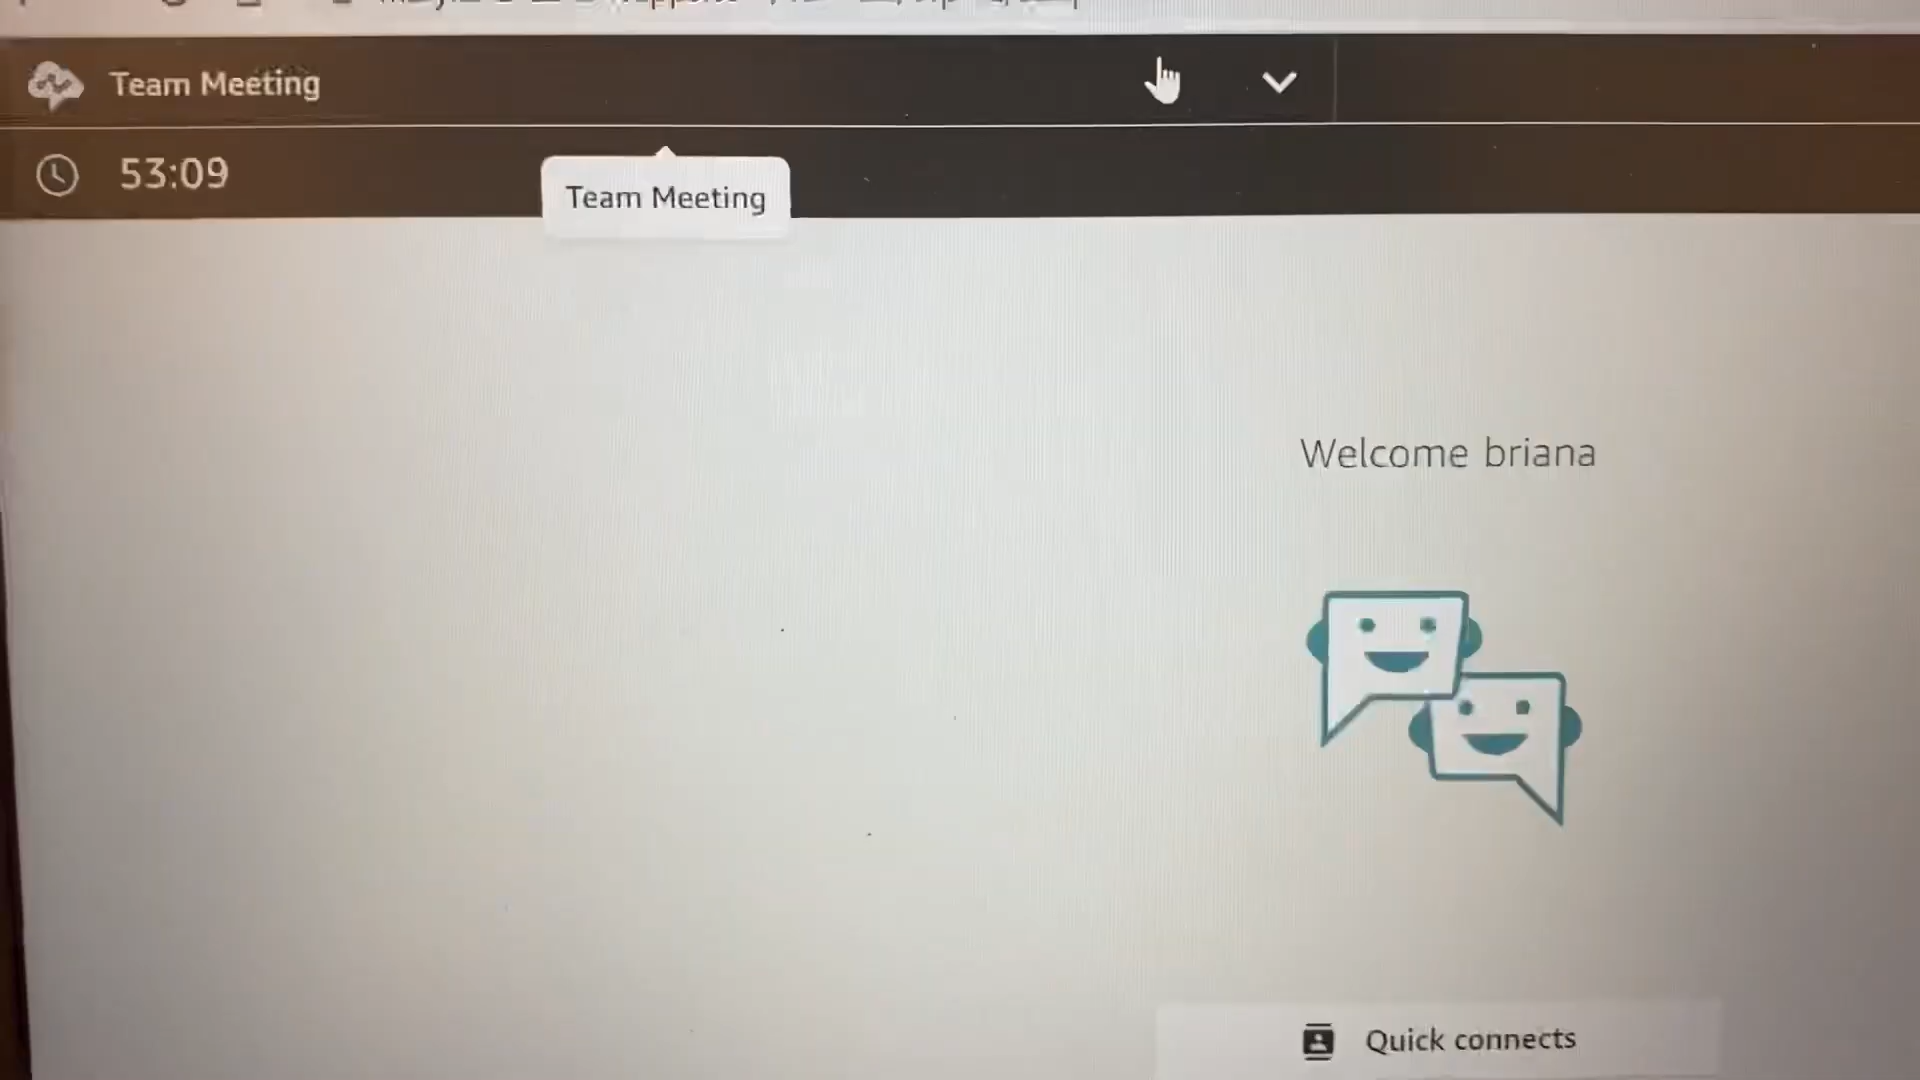 Team Meeting
53:09
Team Meeting
Welcome briana
Quick connects